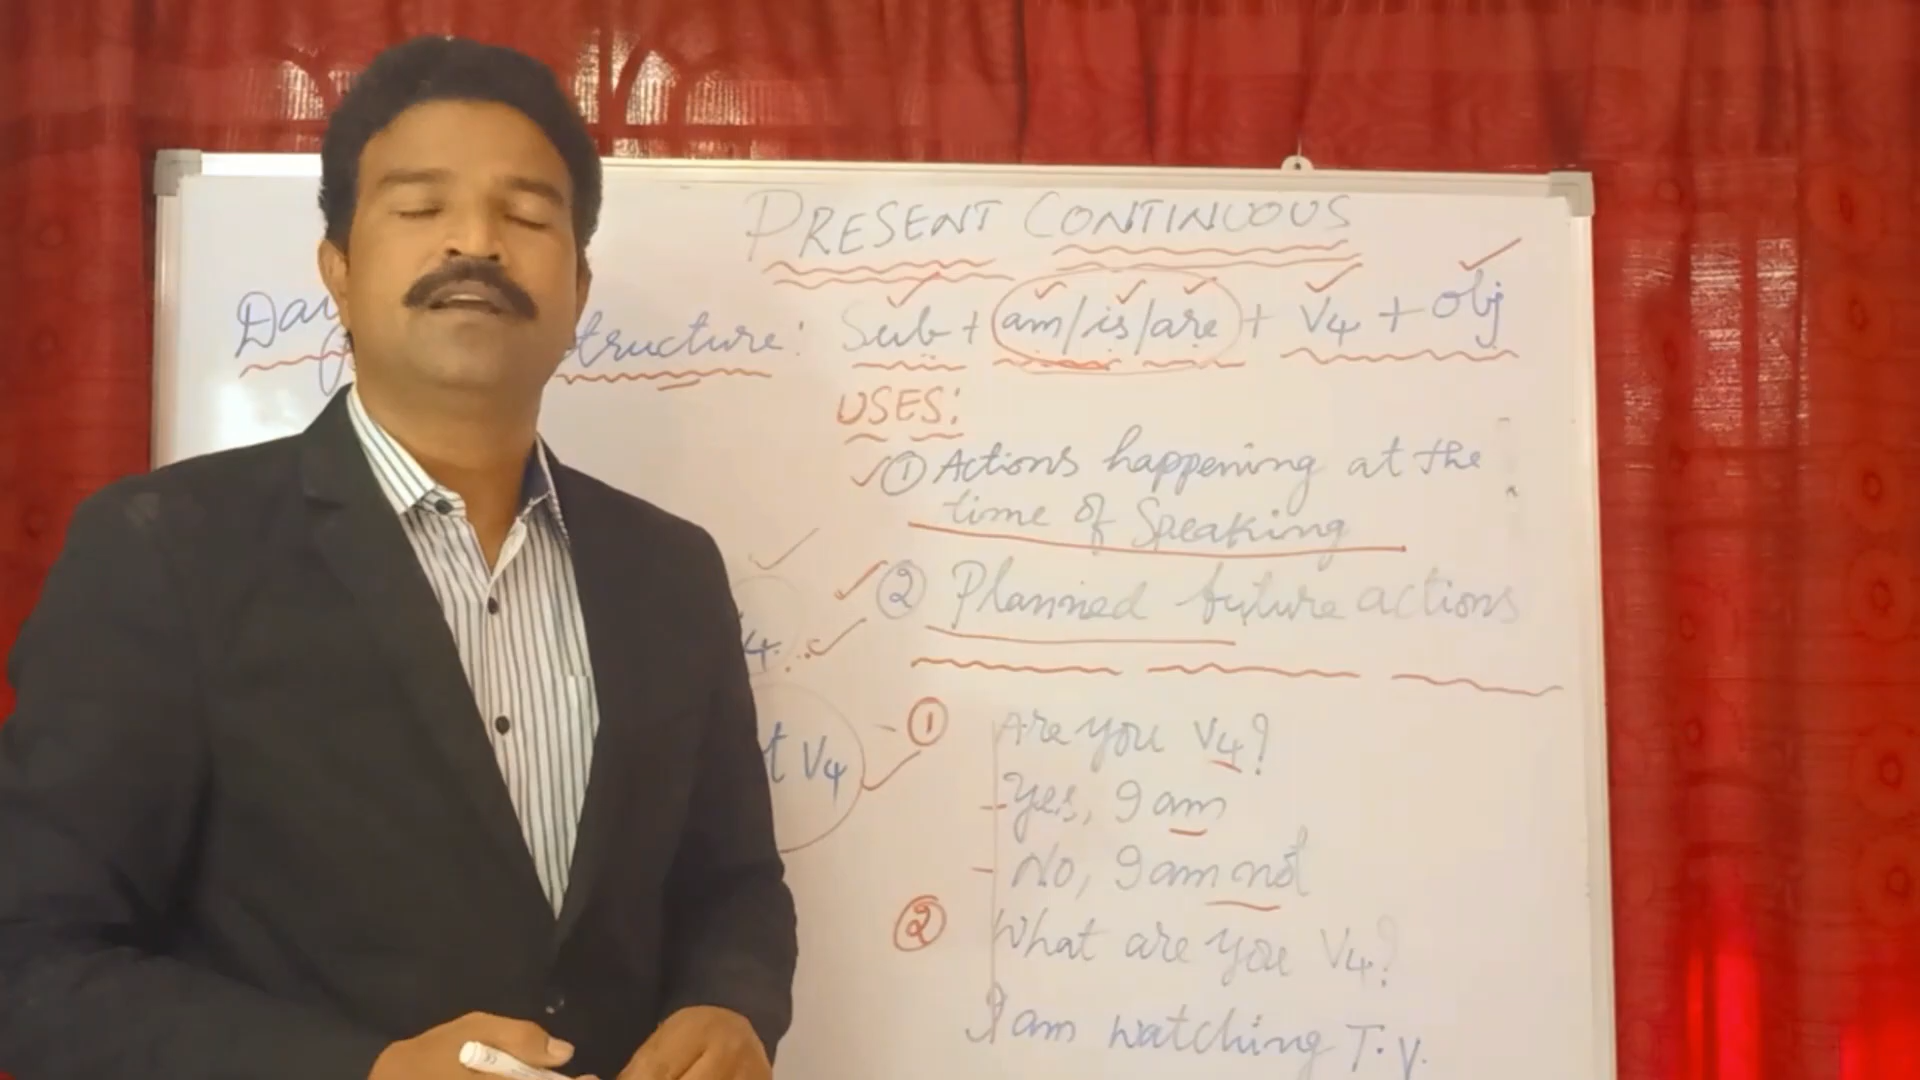 PRESENT CONTINUOUS
Day
Structure: Sub + am/is/are + V4 + obj
USES:
① Actions happening at the
time of Speaking
② Planned future actions
V4
① Are you V4?
Yes, I am
V4
No, I am not
② What are you V4?
I am watching T.V.